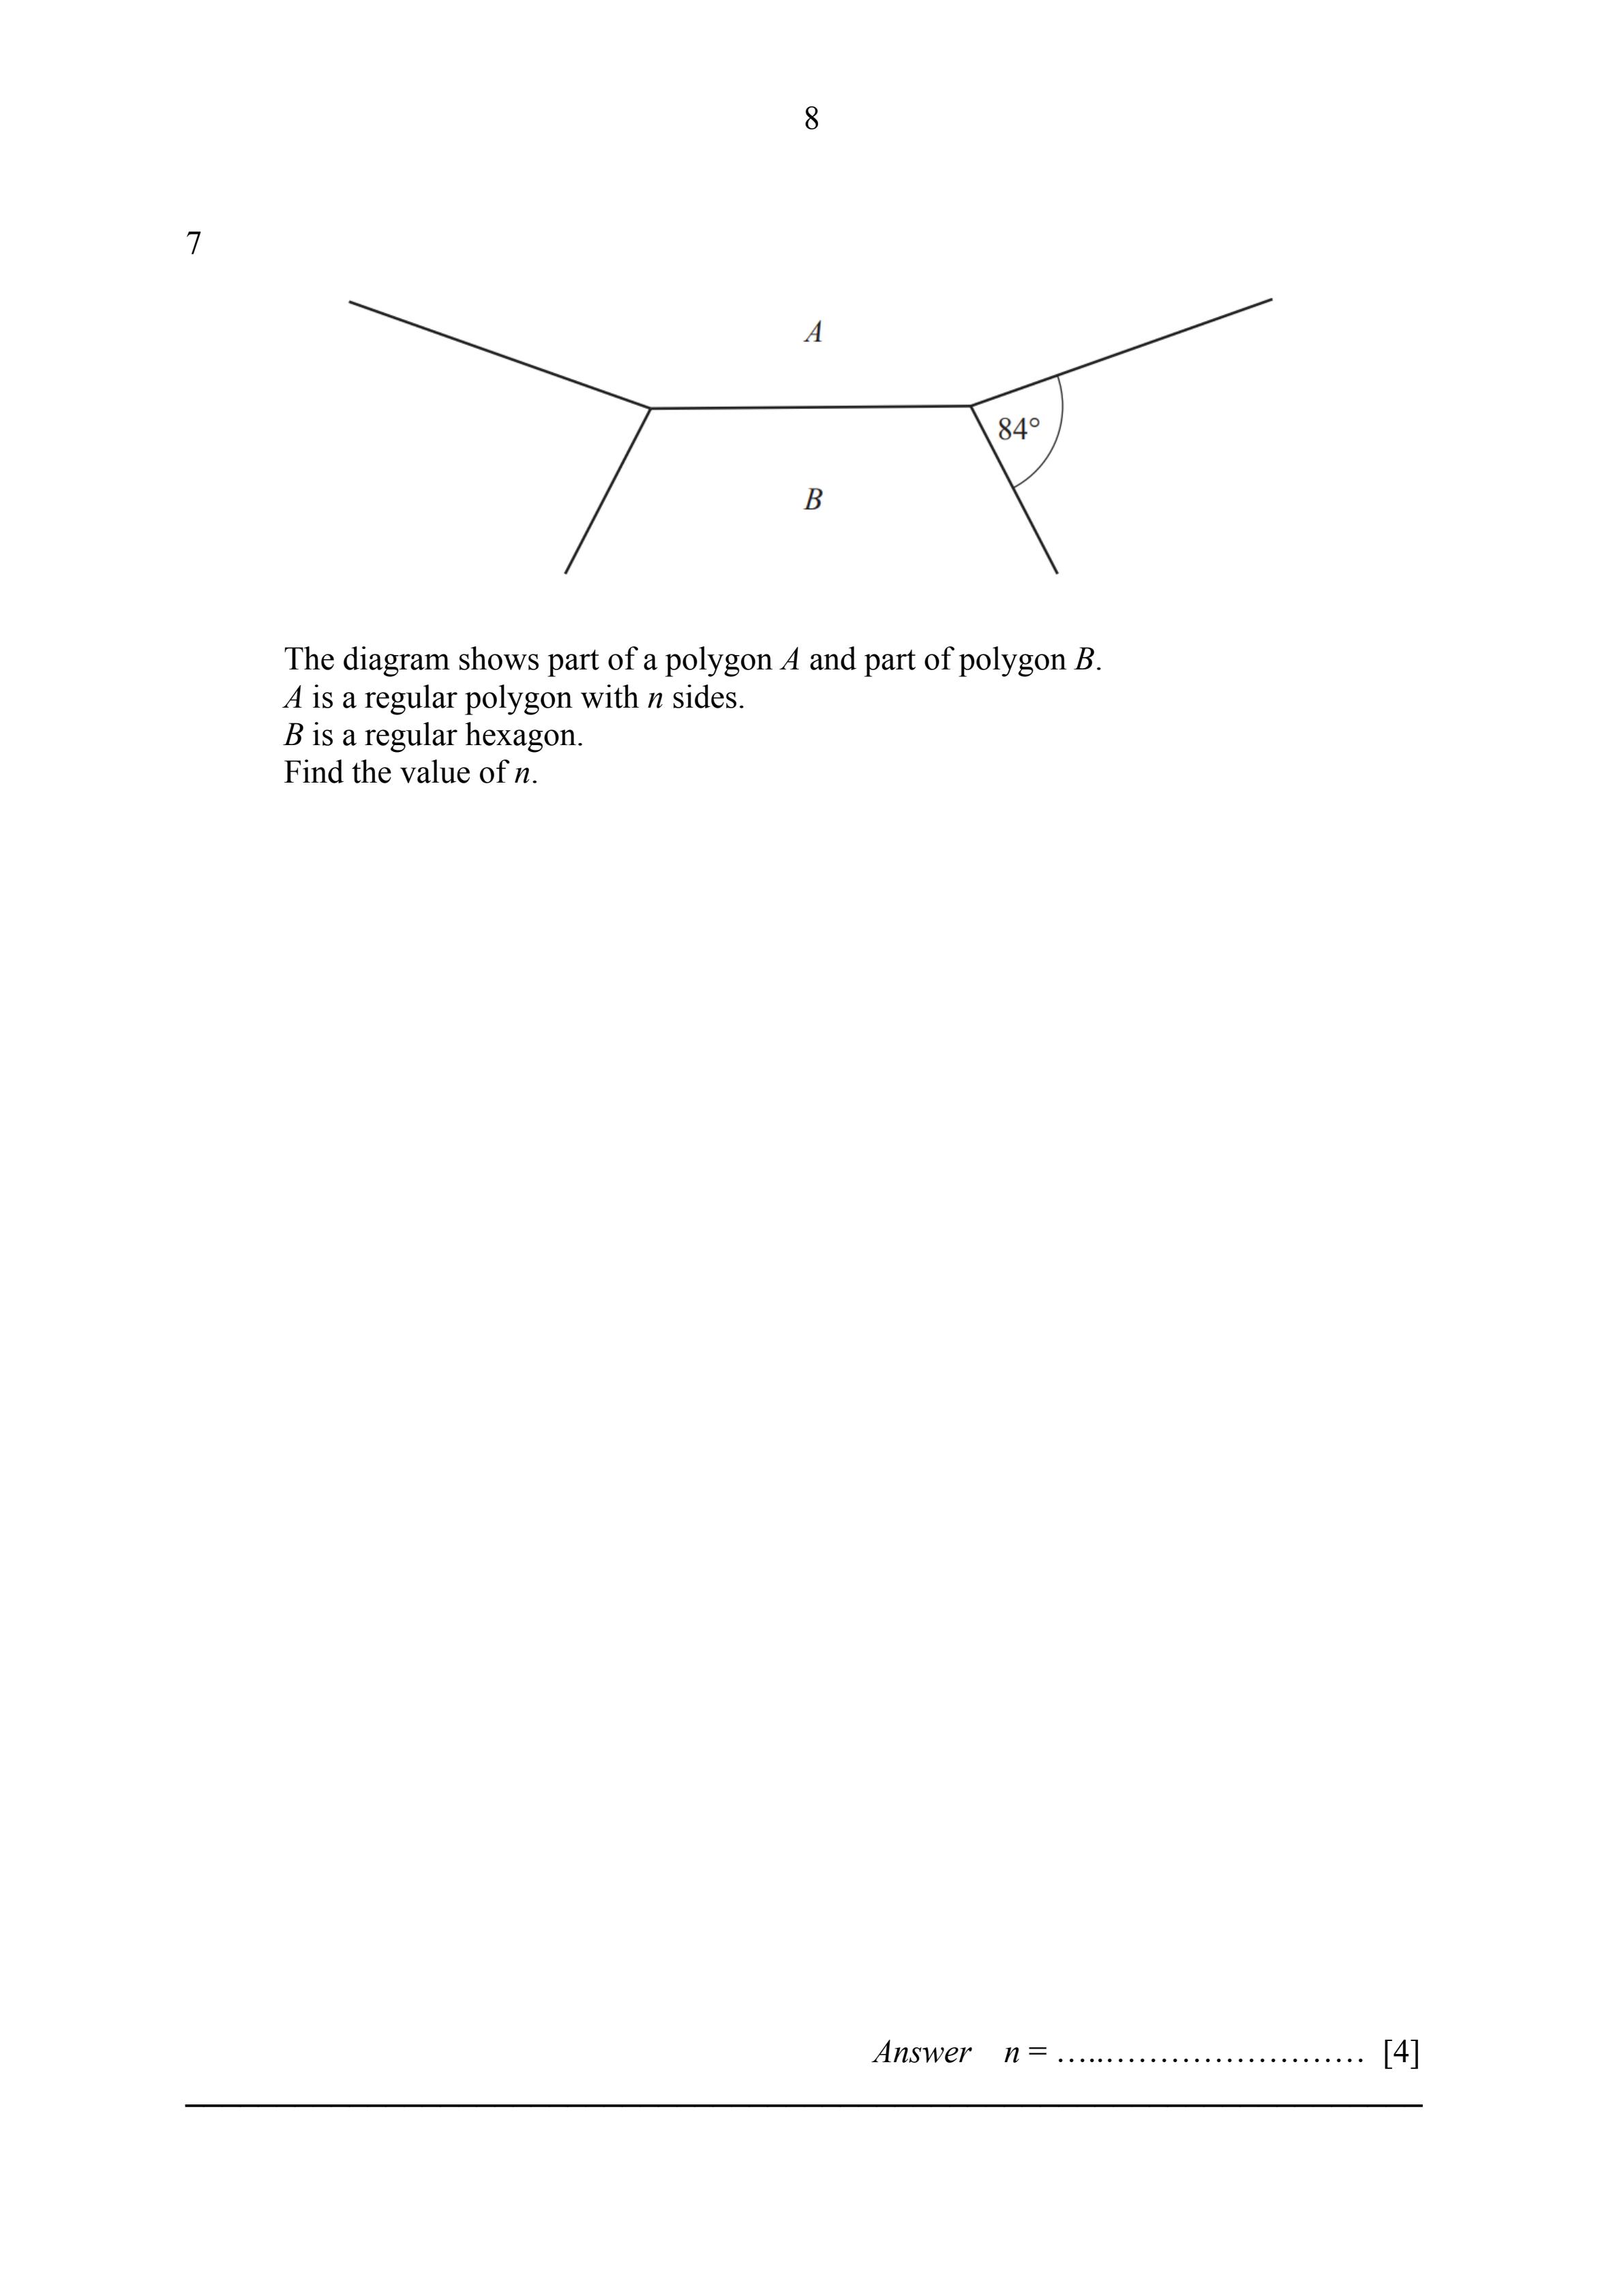 8
7
A
84°
B
The diagram shows part of a polygon A and part of polygon B.
A is a regular polygon with n sides.
B is a regular hexagon.
Find the value of n.
Answer n = …..…………………… [4]